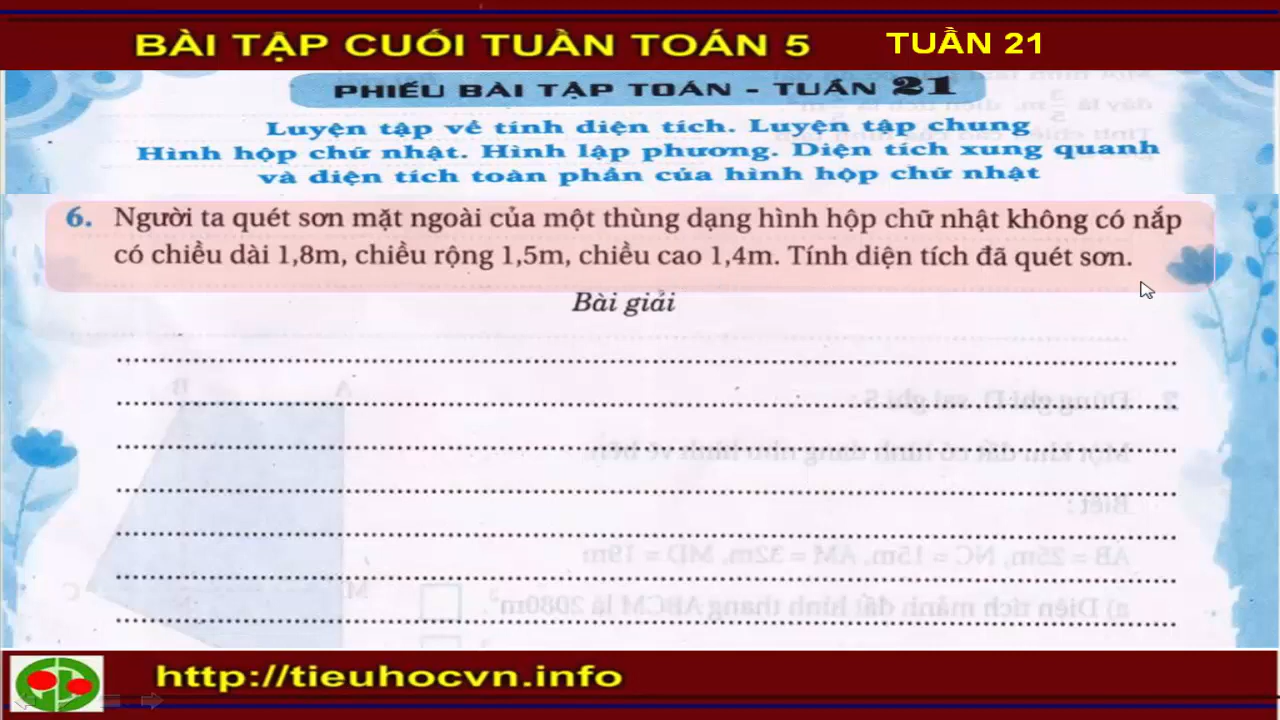 BÀI TẬP CUỐI TUẦN TOÁN 5
TUẦN 21
PHIẾU BÀI TẬP TOÁN - TUẦN 21
Luyện tập về tính diện tích. Luyện tập chung
Hình hộp chữ nhật. Hình lập phương. Diện tích xung quanh
và diện tích toàn phần của hình hộp chữ nhật
6. Người ta quét sơn mặt ngoài của một thùng dạng hình hộp chữ nhật không có nắp
có chiều dài 1,8m, chiều rộng 1,5m, chiều cao 1,4m. Tính diện tích đã quét sơn.
Bài giải
http://tieuhocvn.info